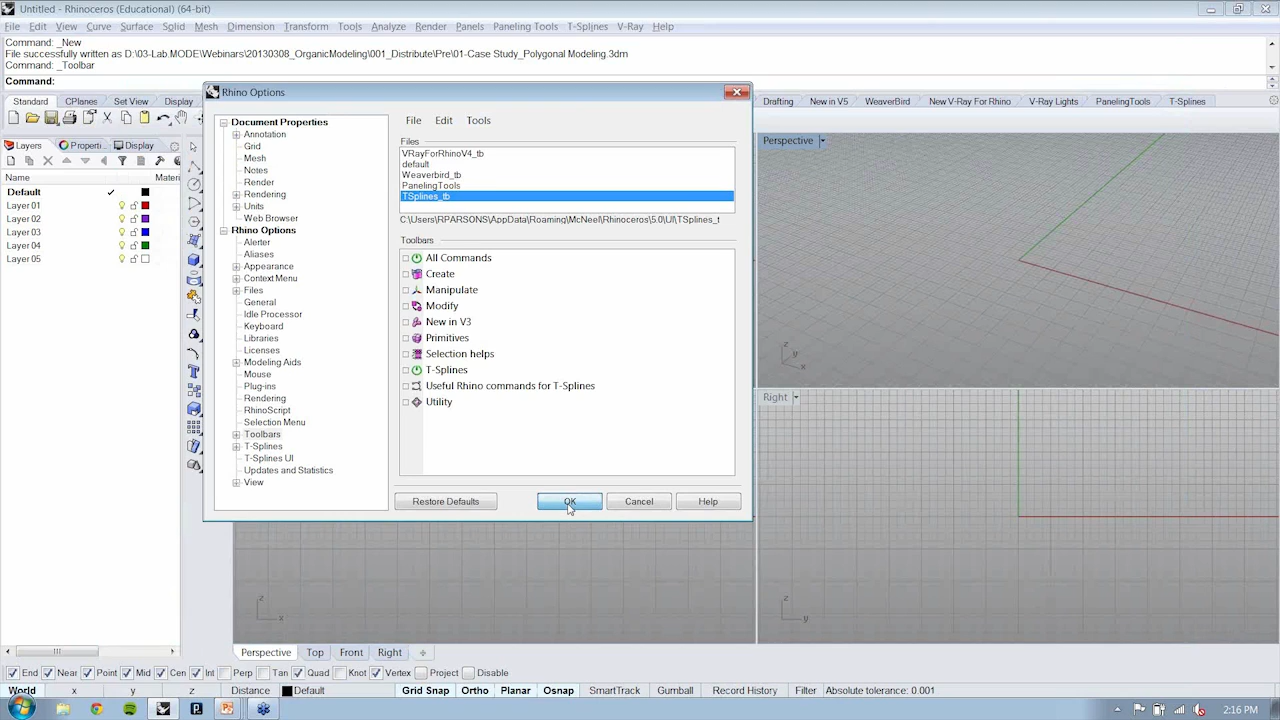 Untitled - Rhinoceros (Educational) (64-bit)
File Edit View Curve Surface Solid Mesh Dimension Transform Tools Analyze Render Panels Paneling Tools T-Splines V-Ray Help
Command: _New
File successfully written as D:\03-Lab.MODE\Webinars\20130308_OrganicModeling\001_Distribute\Pre\01-Case Study_Polygonal Modeling.3dm
Command: _Toolbar
Command:
Standard CPlanes Set View Display Drafting New in V5 WeaverBird New V-Ray For Rhino V-Ray Lights PanelingTools T-Splines
Layers Properti... Display
Name Materi
Default
Layer 01
Layer 02
Layer 03
Layer 04
Layer 05
Rhino Options
Document Properties
Annotation
Grid
Mesh
Notes
Render
Rendering
Units
Web Browser
Rhino Options
Alerter
Aliases
Appearance
Context Menu
Files
General
Idle Processor
Keyboard
Libraries
Licenses
Modeling Aids
Mouse
Plug-ins
Rendering
RhinoScript
Selection Menu
Toolbars
T-Splines
T-Splines UI
Updates and Statistics
View
File Edit Tools
Files
VRayForRhinoV4_tb
default
Weaverbird_tb
PanelingTools
TSplines_tb
C:\Users\RPARSONS\AppData\Roaming\McNeel\Rhinoceros\5.0\UI\TSplines_t
Toolbars
All Commands
Create
Manipulate
Modify
New in V3
Primitives
Selection helps
T-Splines
Useful Rhino commands for T-Splines
Utility
Restore Defaults OK Cancel Help
Perspective
z
y
x
Right
z
x
z
y
Perspective Top Front Right
End Near Point Mid Cen Int Perp Tan Quad Knot Vertex Project Disable
World x y z Distance Default Grid Snap Ortho Planar Osnap SmartTrack Gumball Record History Filter Absolute tolerance: 0.001
2:16 PM